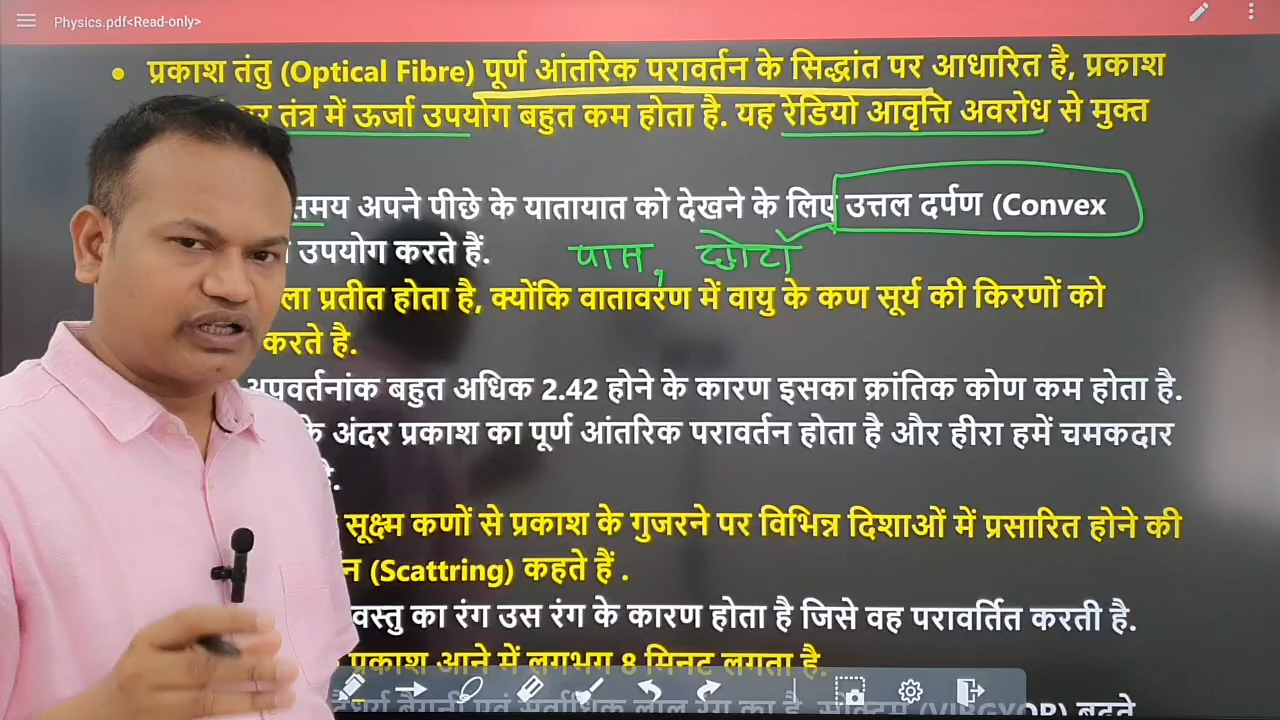 Physics.pdf<Read-only>
• प्रकाश तंतु (Optical Fibre) पूर्ण आंतरिक परावर्तन के सिद्धांत पर आधारित है, प्रकाश
तंत्र में ऊर्जा उपयोग बहुत कम होता है. यह रेडियो आवृत्ति अवरोध से मुक्त
समय अपने पीछे के यातायात को देखने के लिए उत्तल दर्पण (Convex
उपयोग करते हैं.
पास, छोटा
प्रतीत होता है, क्योंकि वातावरण में वायु के कण सूर्य की किरणों को
करते है.
अपवर्तनांक बहुत अधिक 2.42 होने के कारण इसका क्रांतिक कोण कम होता है.
के अंदर प्रकाश का पूर्ण आंतरिक परावर्तन होता है और हीरा हमें चमकदार
सूक्ष्म कणों से प्रकाश के गुजरने पर विभिन्न दिशाओं में प्रसारित होने की
(Scattring) कहते हैं .
वस्तु का रंग उस रंग के कारण होता है जिसे वह परावर्तित करती है.
प्रकाश आने में लगभग 8 मिनट लगता है.
बैगनी एवं सर्वाधिक लाल रंग का है